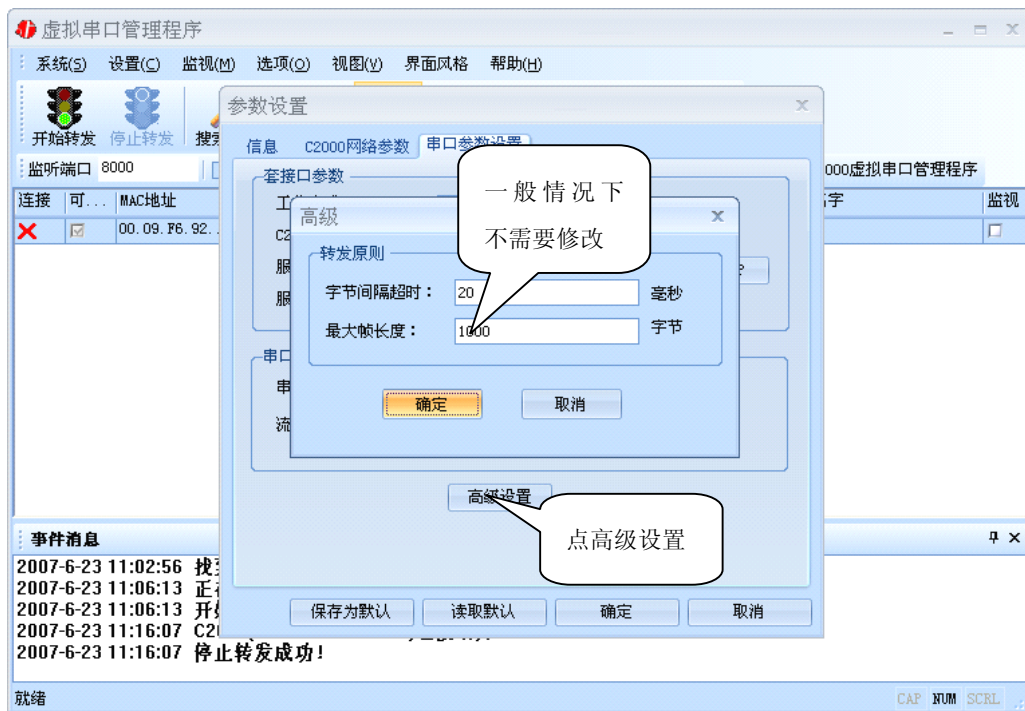 虚拟串口管理程序
系统(S) 设置(C) 监视(M) 选项(O) 视图(V) 界面风格 帮助(H)
开始转发 停止转发
监听端口 8000
000虚拟串口管理程序
连接 可... MAC地址 字 监视
00.09.F6.92.
参数设置
信息 C2000网络参数 串口参数设置
套接口参数
一般情况下
不需要修改
高级
转发原则
字节间隔超时： 20 毫秒
最大帧长度： 1000 字节
确定 取消
高级设置
点高级设置
保存为默认 读取默认 确定 取消
事件消息
2007-6-23 11:02:56
2007-6-23 11:06:13
2007-6-23 11:06:13
2007-6-23 11:16:07
2007-6-23 11:16:07 停止转发成功!
就绪 CAP NUM SCRL